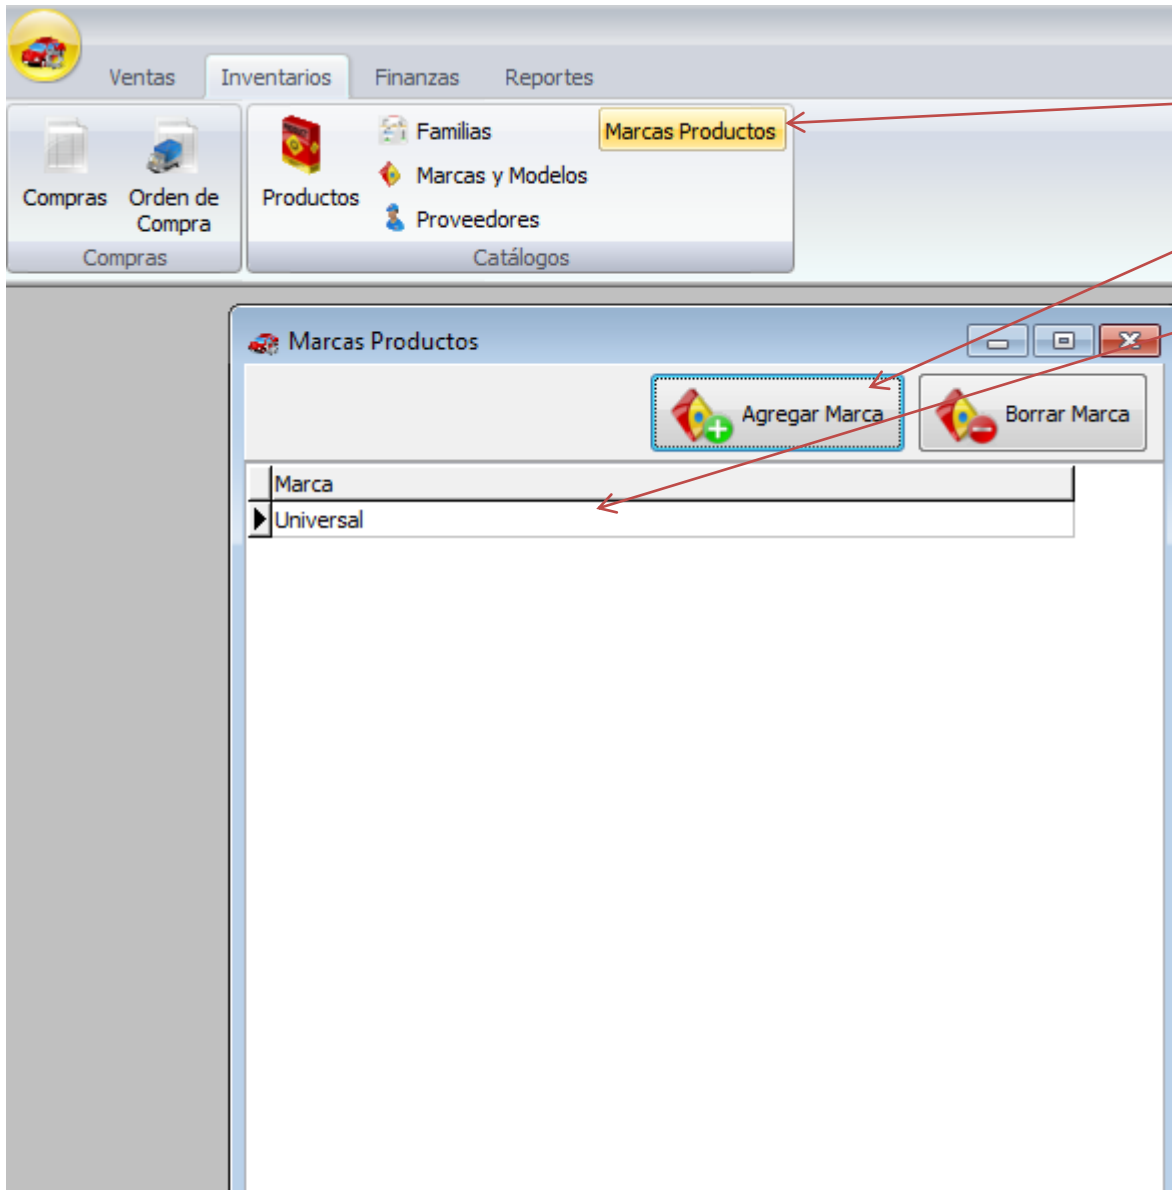 Ventas Inventarios Finanzas Reportes
Familias Marcas Productos
Marcas y Modelos
Compras Orden de Compra Productos
Proveedores
Compras Catálogos
Marcas Productos
Agregar Marca Borrar Marca
Marca
Universal